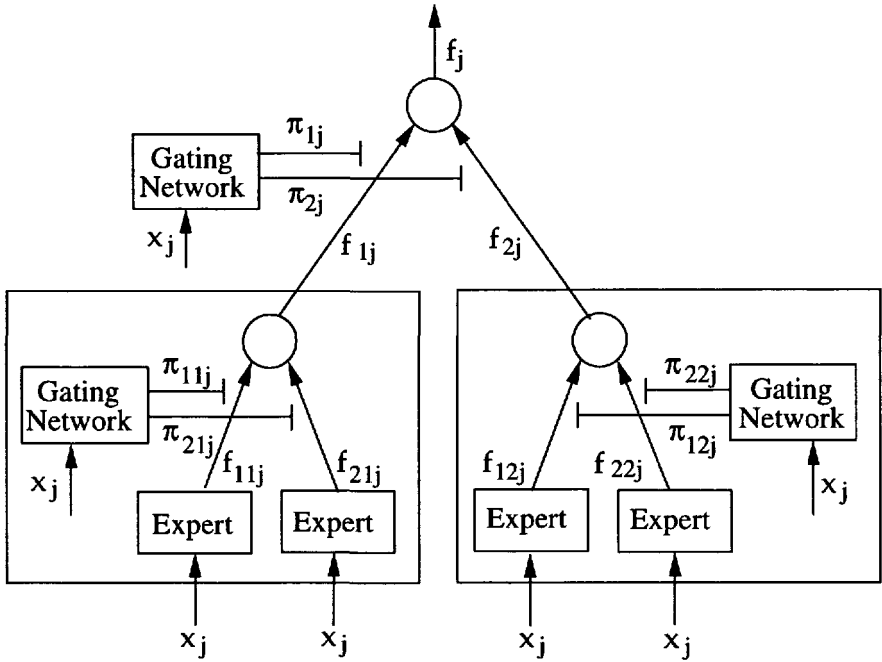 f_j
π_1j
Gating
Network
π_2j
x_j
f_1j
f_2j
π_11j
Gating
Network
π_21j
x_j
f_11j
f_21j
Expert
Expert
x_j
x_j
π_22j
Gating
Network
π_12j
x_j
f_12j
f_22j
Expert
Expert
x_j
x_j